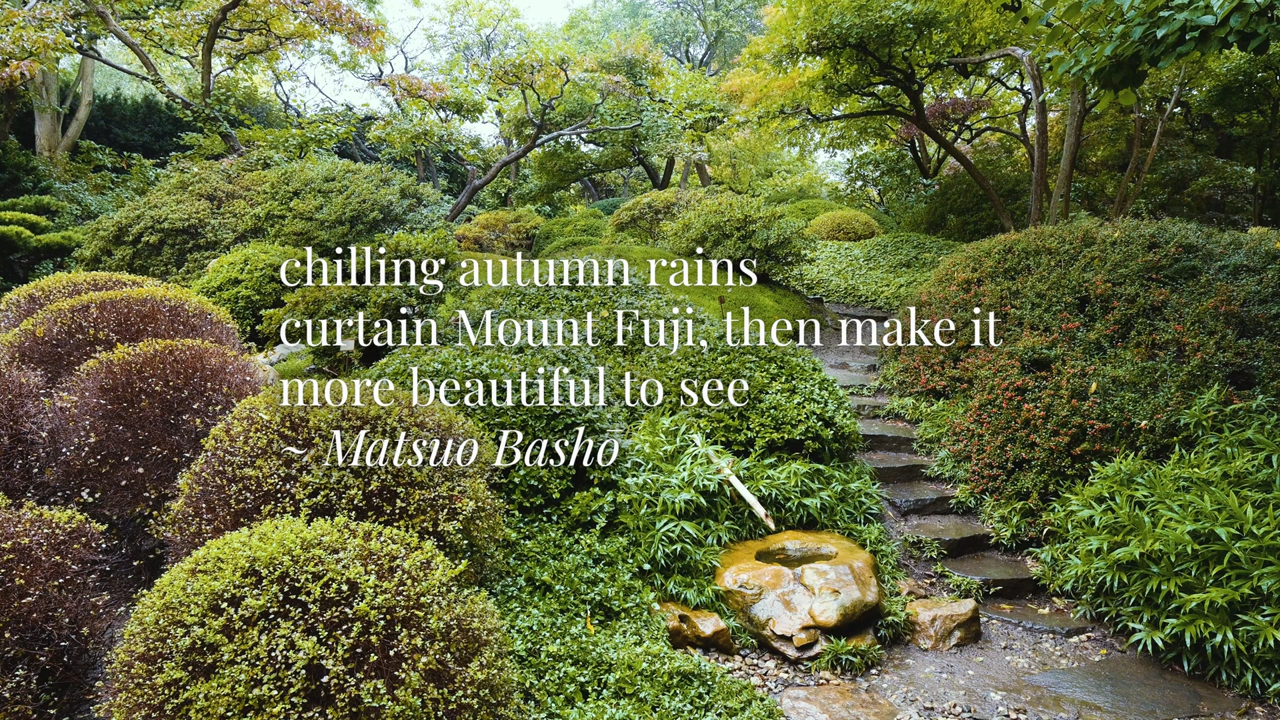 chilling autumn rains
curtain Mount Fuji, then make it
more beautiful to see
~ Matsuo Bashō